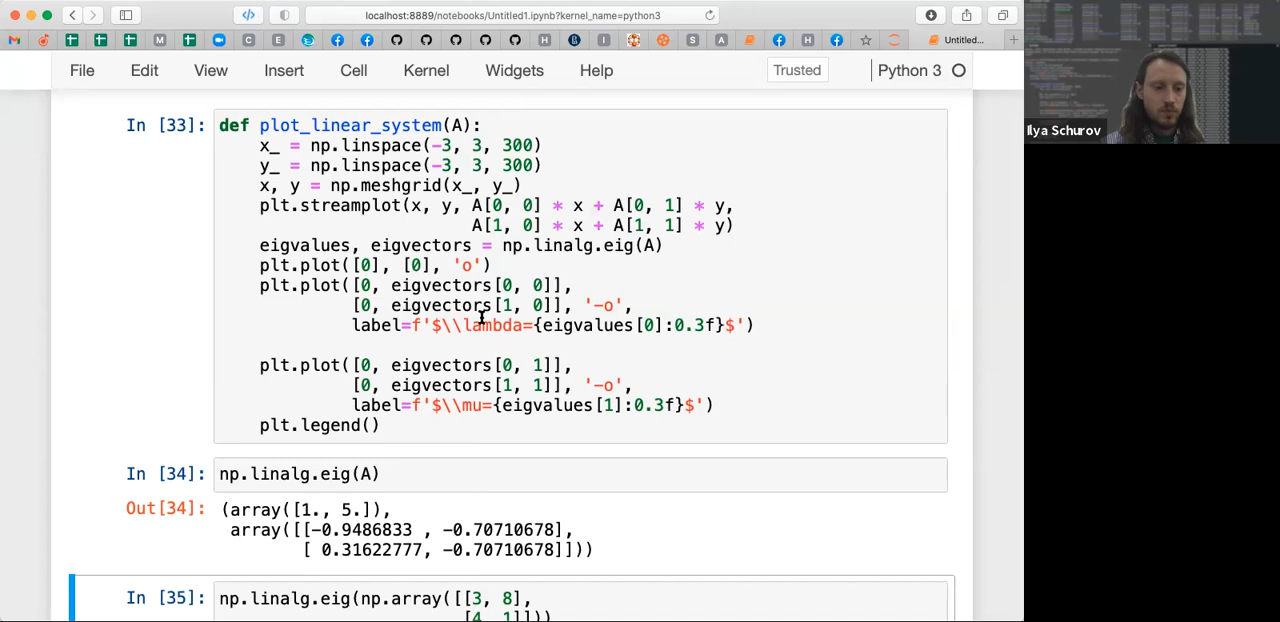 localhost:8889/notebooks/Untitled1.ipynb?kernel_name=python3
M C E H I S A H Untitled...
File Edit View Insert Cell Kernel Widgets Help Trusted Python 3
In [33]: def plot_linear_system(A):
x_ = np.linspace(-3, 3, 300)
y_ = np.linspace(-3, 3, 300)
x, y = np.meshgrid(x_, y_)
plt.streamplot(x, y, A[0, 0] * x + A[0, 1] * y,
A[1, 0] * x + A[1, 1] * y)
eigvalues, eigvectors = np.linalg.eig(A)
plt.plot([0], [0], 'o')
plt.plot([0, eigvectors[0, 0]],
[0, eigvectors[1, 0]], '-o',
label=f'$\\lambda={eigvalues[0]:0.3f}$')
plt.plot([0, eigvectors[0, 1]],
[0, eigvectors[1, 1]], '-o',
label=f'$\\mu={eigvalues[1]:0.3f}$')
plt.legend()
In [34]: np.linalg.eig(A)
Out[34]: (array([1., 5.]),
array([[-0.9486833 , -0.70710678],
[ 0.31622777, -0.70710678]]))
In [35]: np.linalg.eig(np.array([[3, 8],
[4, 1]]))
Ilya Schurov